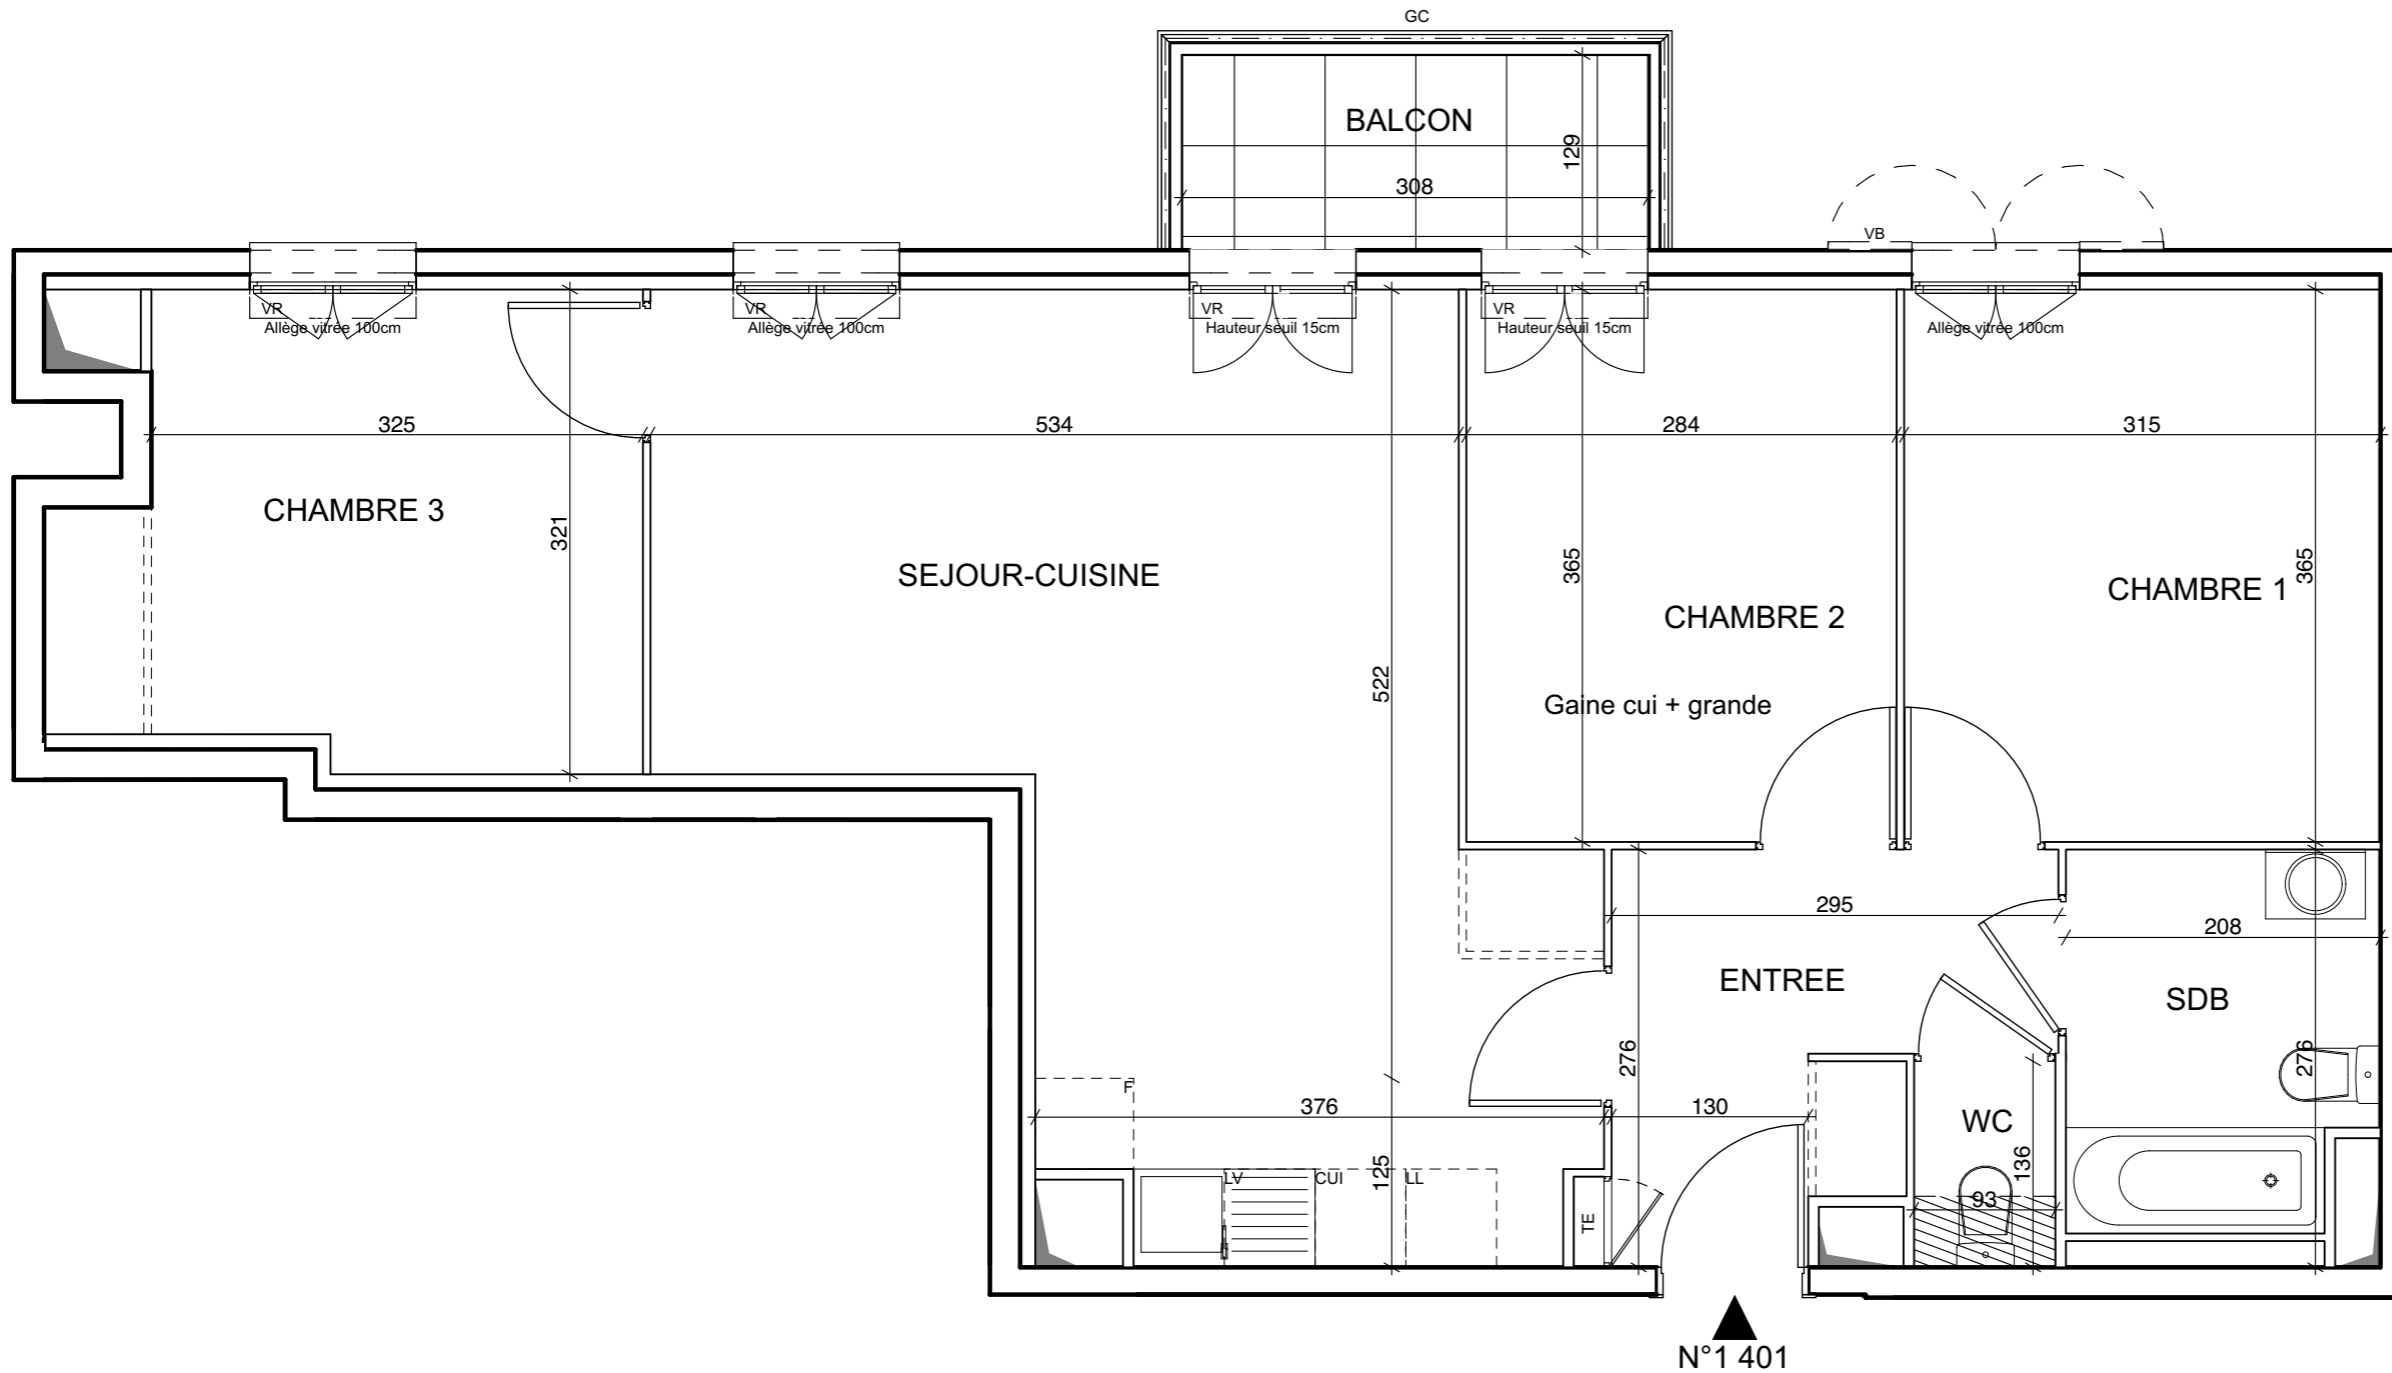 GC
BALCON
129
308
VB
VR
Allège vitrée 100cm
VR
Allège vitrée 100cm
VR
Hauteur seuil 15cm
VR
Hauteur seuil 15cm
Allège vitrée 100cm
325
534
284
315
CHAMBRE 3
321
SEJOUR-CUISINE
365
CHAMBRE 2
CHAMBRE 1
365
522
Gaine cui + grande
295
208
ENTREE
SDB
276
276
F
376
130
WC
136
125
LV
CUI
LL
TE
93
N°1 401